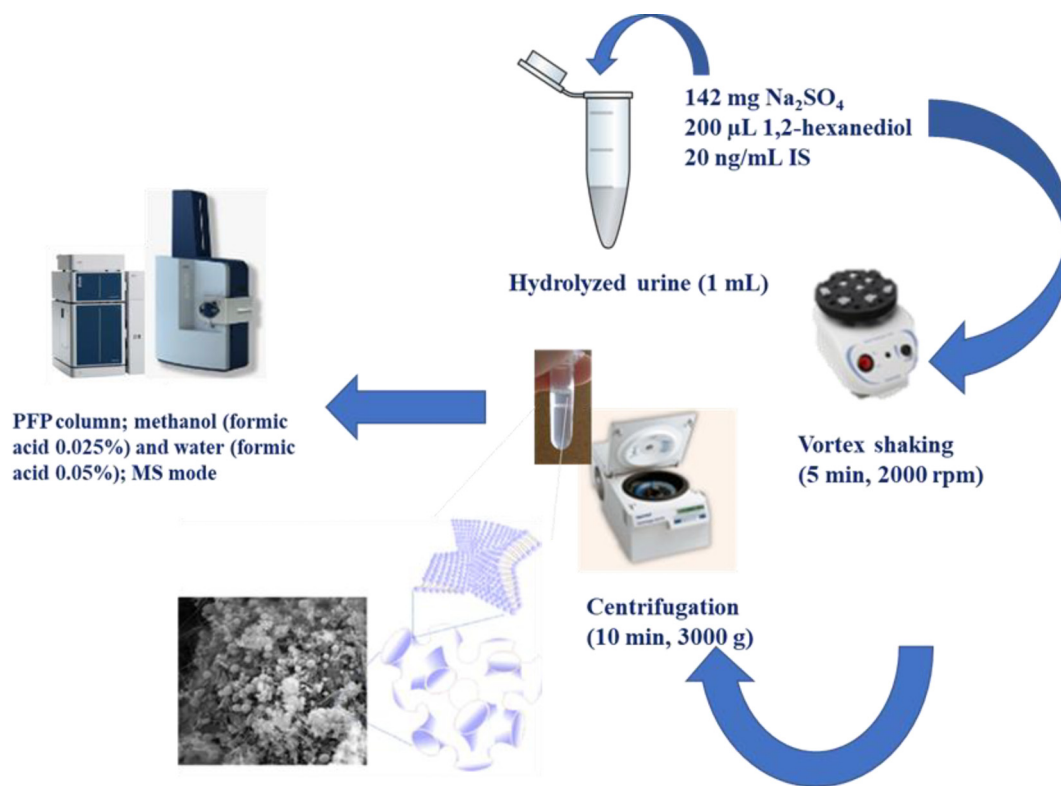 142 mg Na₂SO₄
200 µL 1,2-hexanediol
20 ng/mL IS
Hydrolyzed urine (1 mL)
Vortex shaking
(5 min, 2000 rpm)
Centrifugation
(10 min, 3000 g)
PFP column; methanol (formic
acid 0.025%) and water (formic
acid 0.05%); MS mode